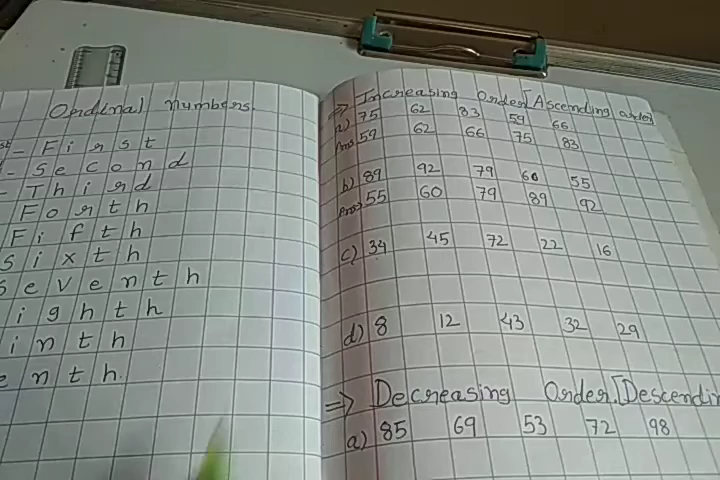 Ordinal numbers.
st - First
- Second
- Third
Forth
Fifth
Sixth
Seventh
ighth
inth
enth.
⇒ Increasing Order [Ascending order]
a) 75 62 83 59 66
Ans) 59 62 66 75 83
b) 89 92 79 60 55
Ans) 55 60 79 89 92
c) 34 45 72 22 16
d) 8 12 43 32 29
⇒ Decreasing Order. [Descendin
a) 85 69 53 72 98